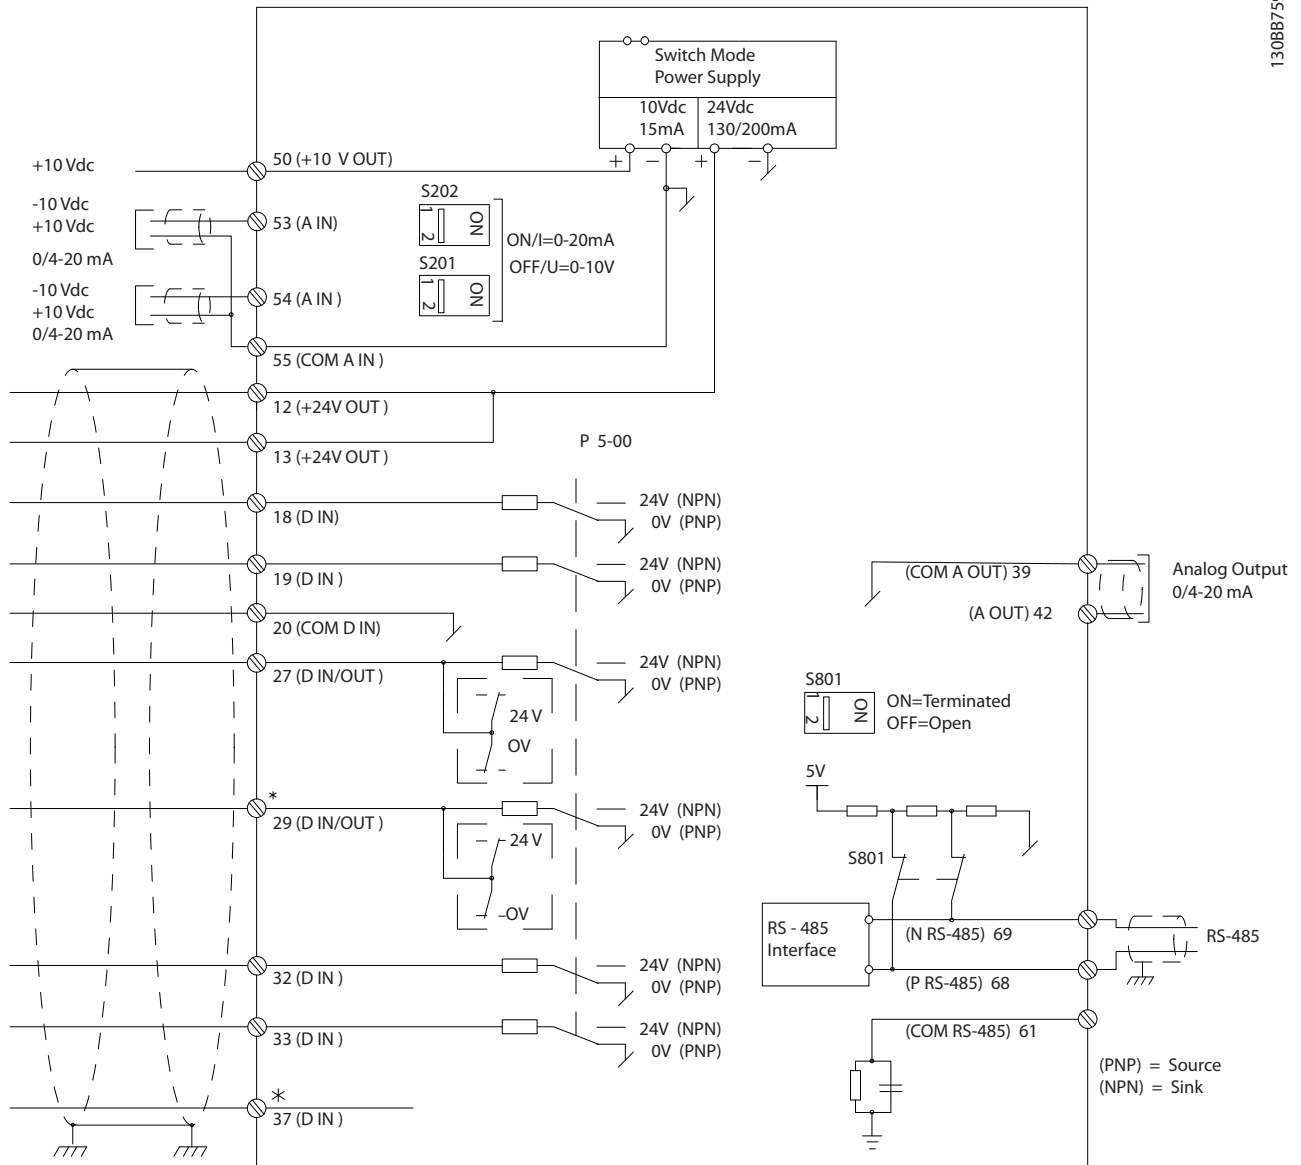 130BB759
Switch Mode
Power Supply
10Vdc
15mA
24Vdc
130/200mA
+ - + -
+10 Vdc
50 (+10 V OUT)
-10 Vdc
+10 Vdc
0/4-20 mA
53 (A IN)
S202
1
2
ON
ON/I=0-20mA
OFF/U=0-10V
S201
1
2
ON
-10 Vdc
+10 Vdc
0/4-20 mA
54 (A IN )
55 (COM A IN )
12 (+24V OUT )
13 (+24V OUT )
P 5-00
18 (D IN)
24V (NPN)
0V (PNP)
19 (D IN )
24V (NPN)
0V (PNP)
20 (COM D IN)
27 (D IN/OUT )
24V (NPN)
0V (PNP)
24 V
OV
*
29 (D IN/OUT )
24V (NPN)
0V (PNP)
24 V
OV
32 (D IN )
24V (NPN)
0V (PNP)
33 (D IN )
24V (NPN)
0V (PNP)
*
37 (D IN )
(COM A OUT) 39
(A OUT) 42
Analog Output
0/4-20 mA
S801
1
2
ON
ON=Terminated
OFF=Open
5V
S801
RS - 485
Interface
(N RS-485) 69
(P RS-485) 68
RS-485
(COM RS-485) 61
(PNP) = Source
(NPN) = Sink